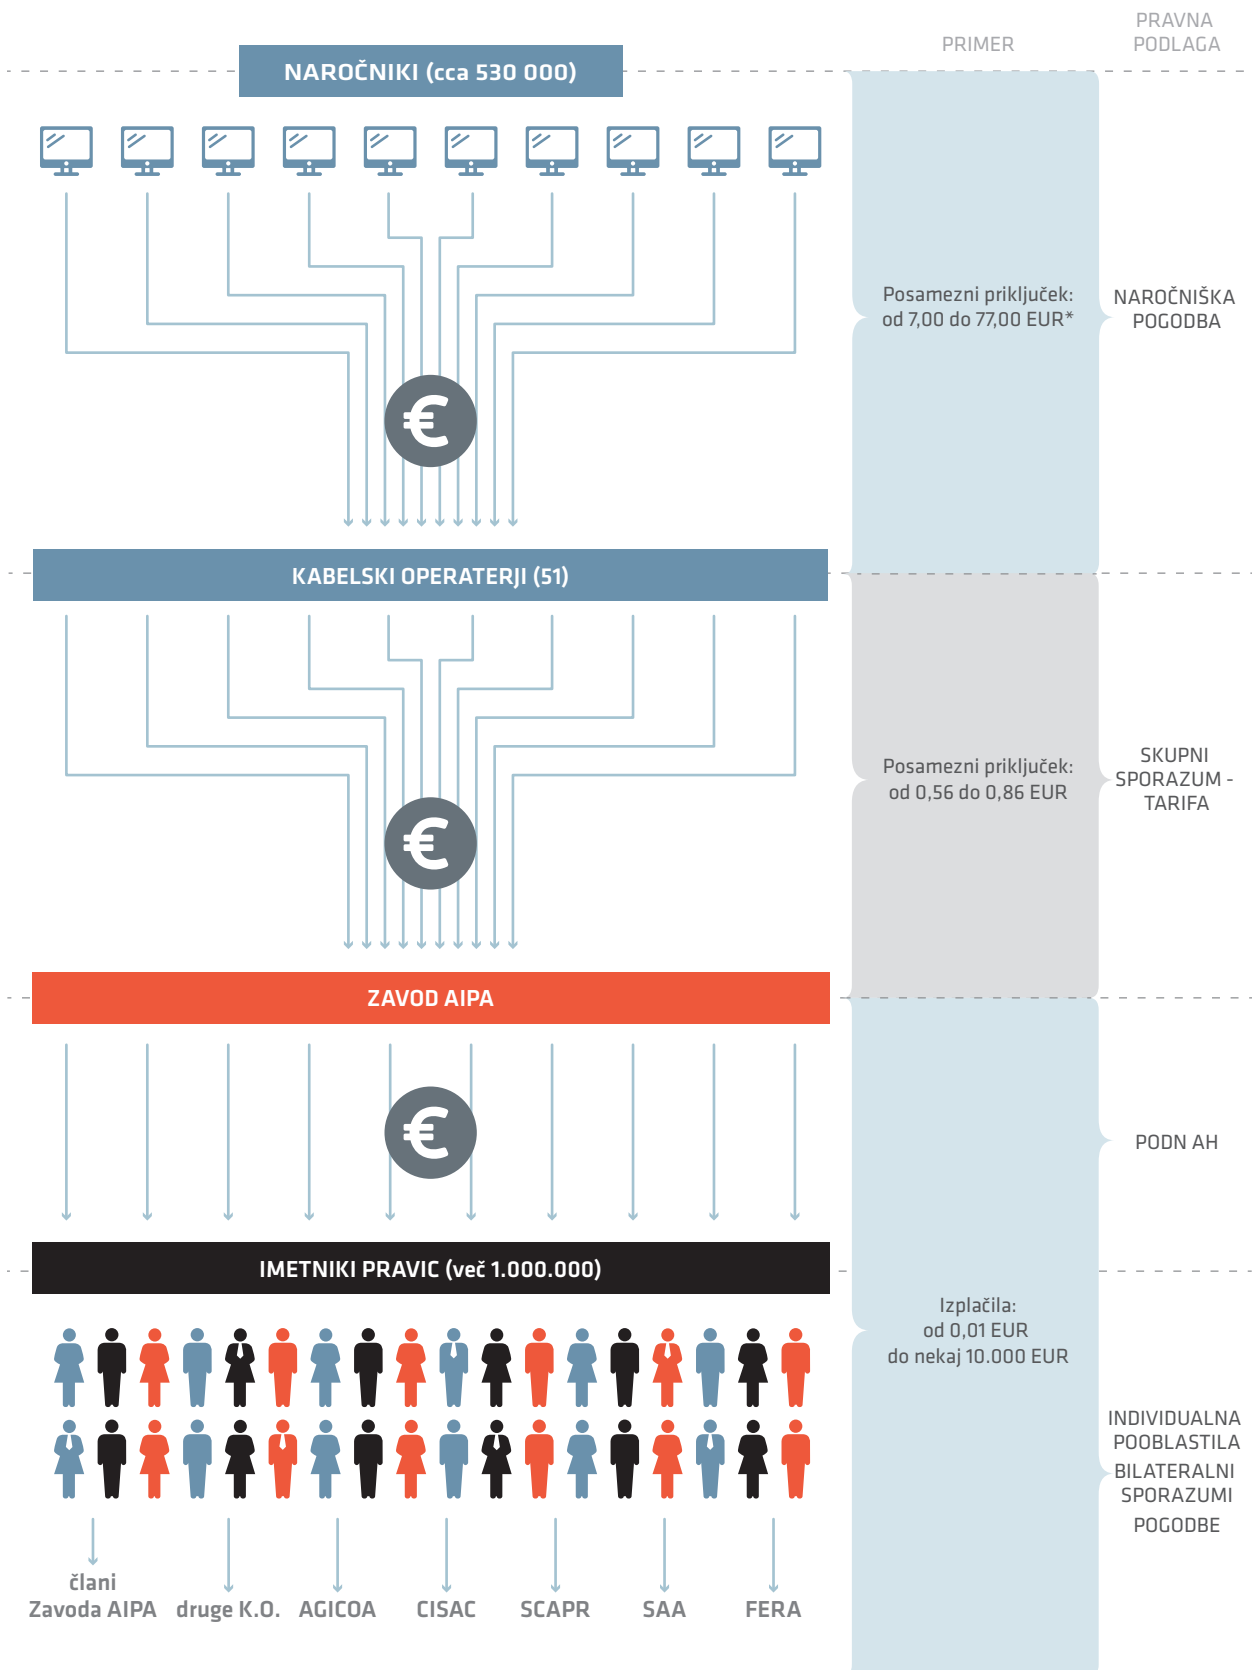 PRIMER
PRAVNA
PODLAGA
NAROČNIKI (cca 530 000)
Posamezni priključek:
od 7,00 do 77,00 EUR*
NAROČNIŠKA
POGODBA
€
KABELSKI OPERATERJI (51)
Posamezni priključek:
od 0,56 do 0,86 EUR
SKUPNI
SPORAZUM -
TARIFA
€
ZAVOD AIPA
€
PODN AH
IMETNIKI PRAVIC (več 1.000.000)
Izplačila:
od 0,01 EUR
do nekaj 10.000 EUR
INDIVIDUALNA
POOBLASTILA
BILATERALNI
SPORAZUMI
POGODBE
člani
Zavoda AIPA
druge K.O.
AGICOA
CISAC
SCAPR
SAA
FERA